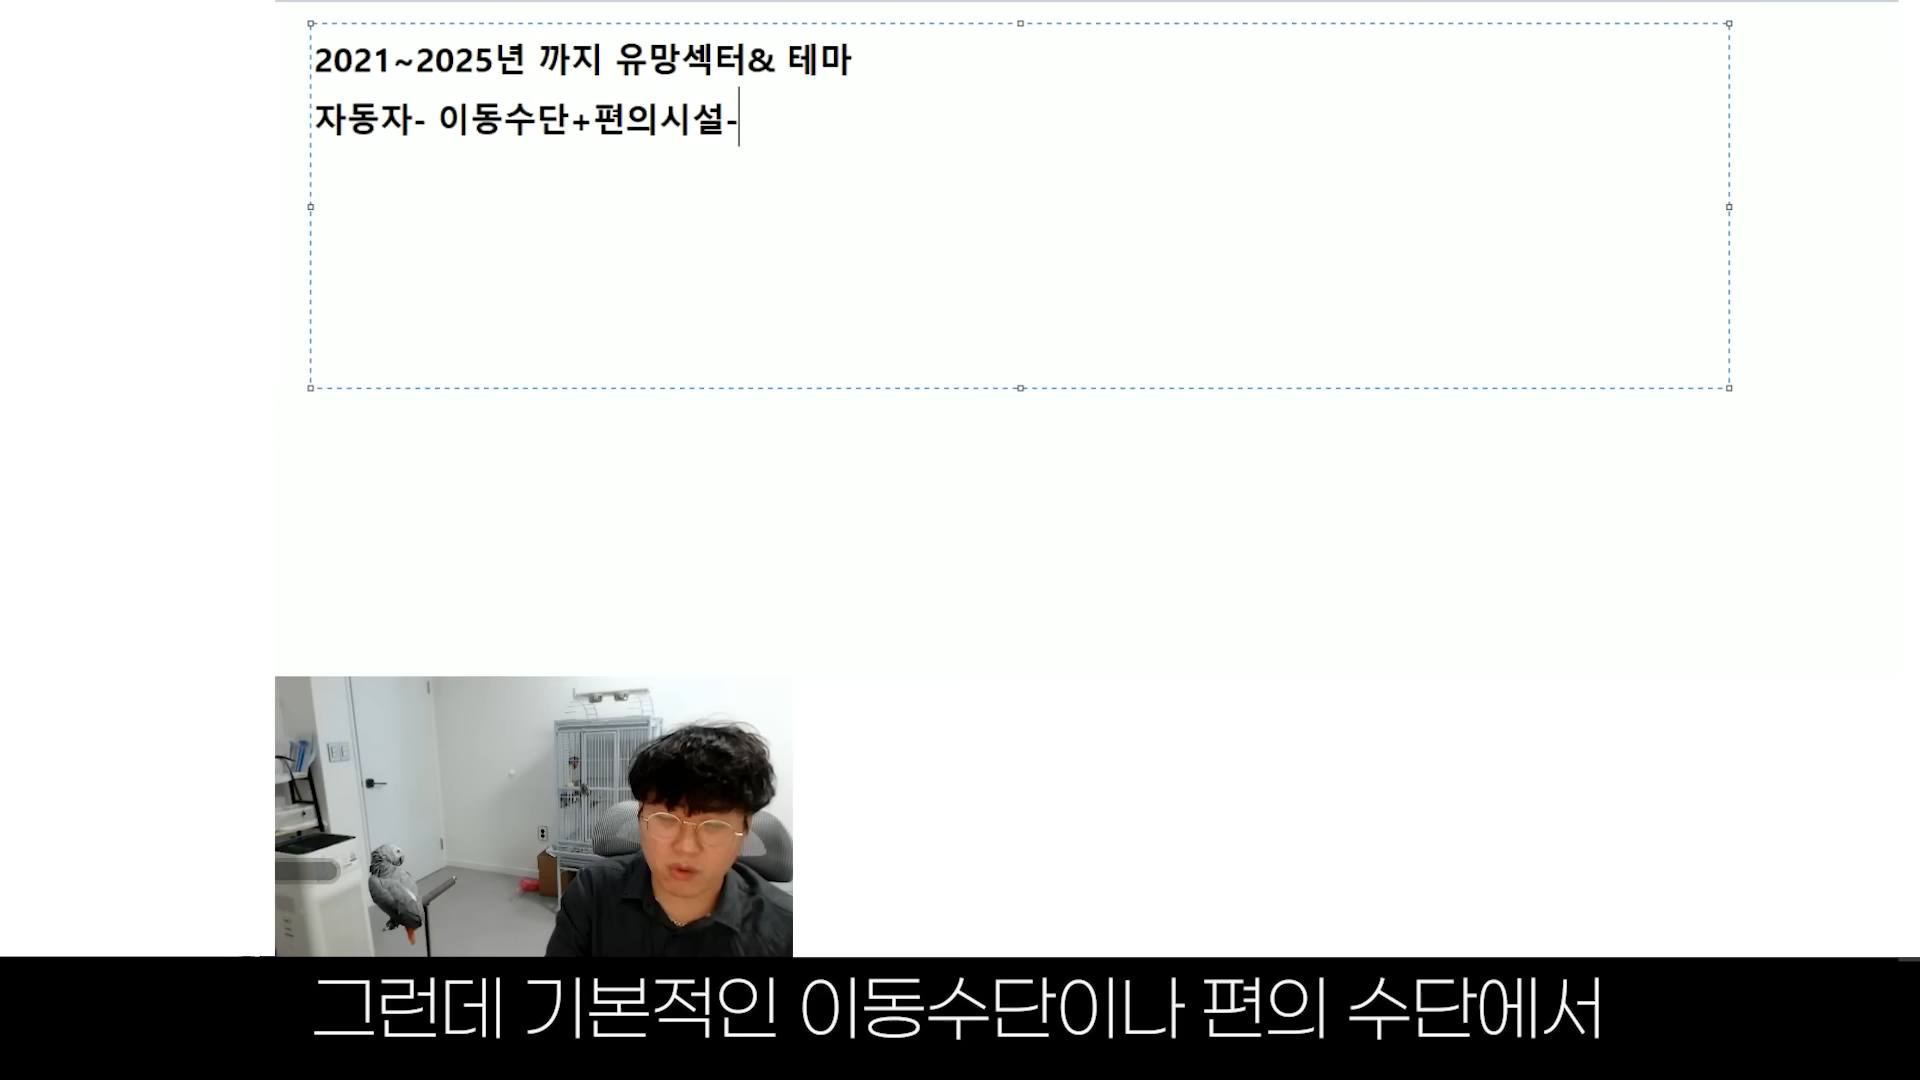 2021~2025년 까지 유망섹터& 테마
자동자- 이동수단+편의시설-
그런데 기본적인 이동수단이나 편의 수단에서